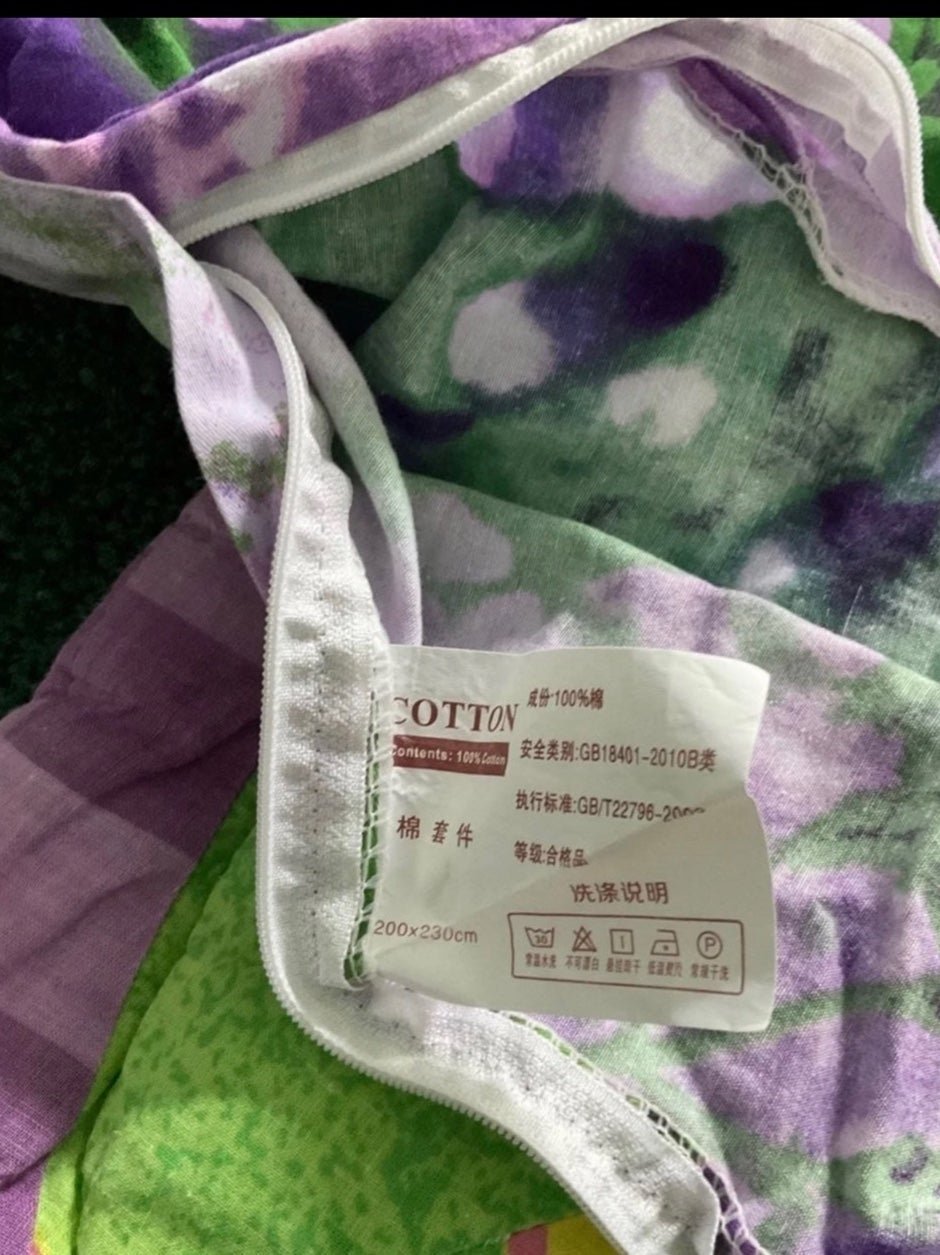 COTTON
Contents: 100% Cotton
棉 套 件
200x230cm
成份:100%棉
安全类别:GB18401-2010B类
执行标准:GB/T22796-200
等级:合格品
洗涤说明
30
P
常温水洗 不可漂白 悬挂晾干 低温熨烫 常规干洗